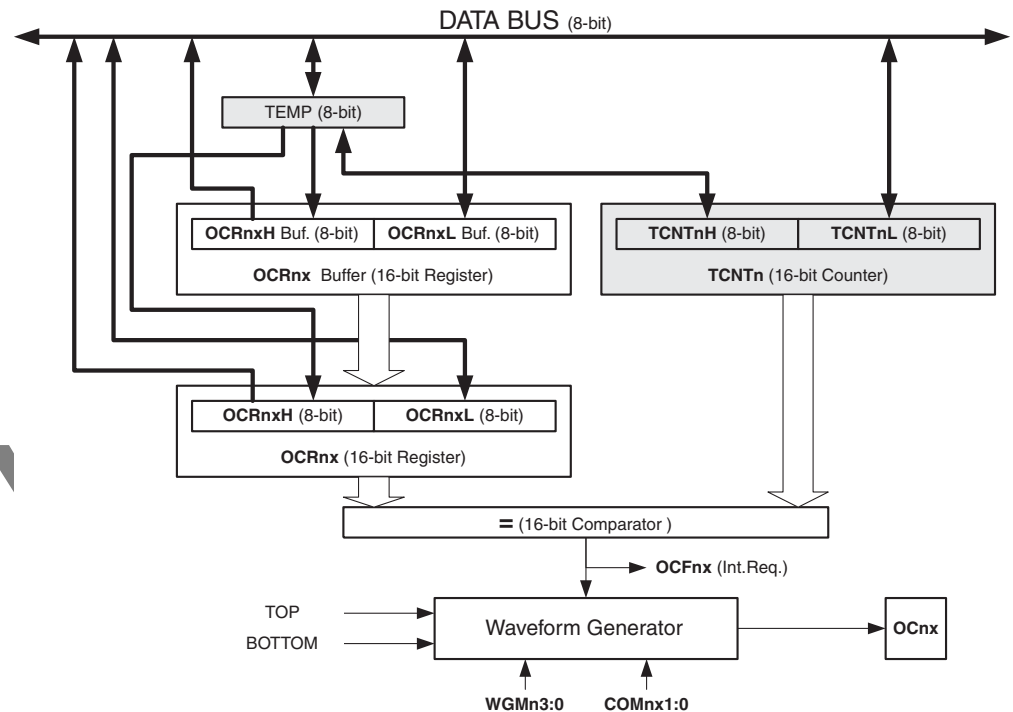 DATA BUS (8-bit)
TEMP (8-bit)
OCRnxH Buf. (8-bit) OCRnxL Buf. (8-bit)
TCNTnH (8-bit) TCNTnL (8-bit)
OCRnx Buffer (16-bit Register)
TCNTn (16-bit Counter)
OCRnxH (8-bit) OCRnxL (8-bit)
OCRnx (16-bit Register)
= (16-bit Comparator )
OCFnx (Int.Req.)
TOP
BOTTOM
Waveform Generator
OCnx
WGMn3:0 COMnx1:0